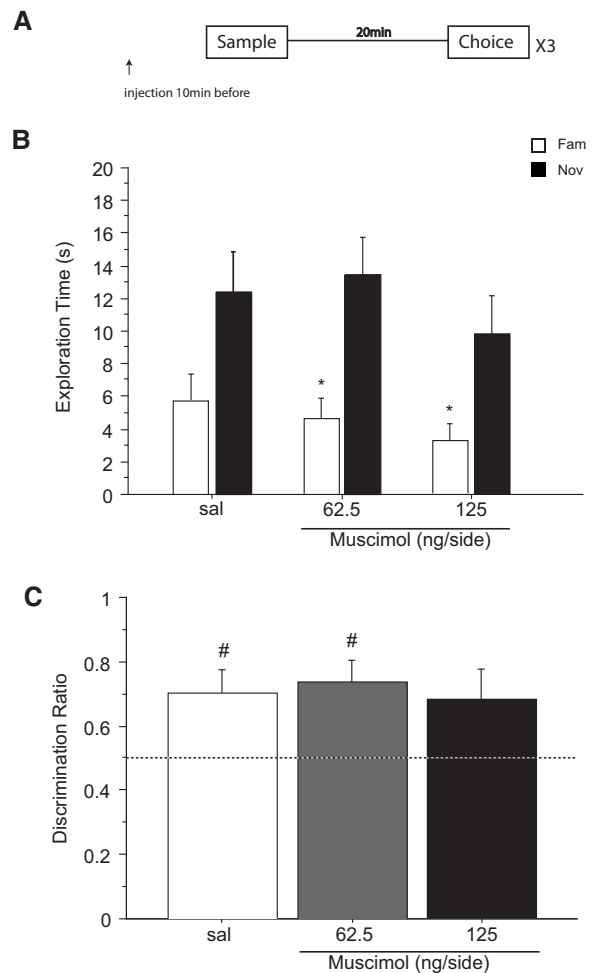 A
Sample
20min
Choice
X3
injection 10min before
B
Fam
Nov
Exploration Time (s)
20
18
16
14
12
10
8
6
4
2
0
*
*
sal
62.5
125
Muscimol (ng/side)
C
Discrimination Ratio
1
0.8
0.6
0.4
0.2
0
#
#
sal
62.5
125
Muscimol (ng/side)